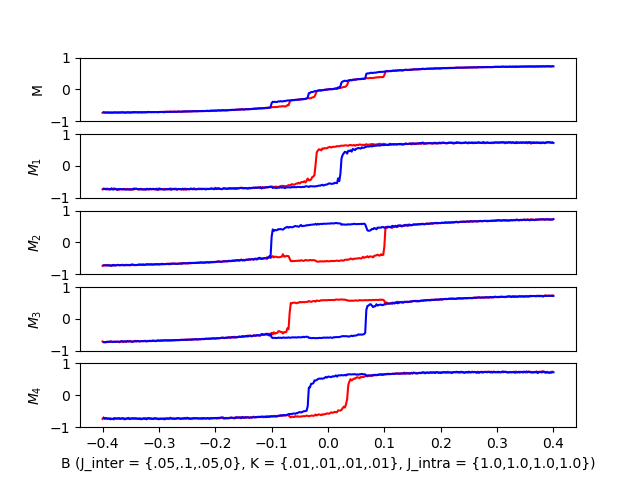 M
1
0
−1
M1
1
0
−1
M2
1
0
−1
M3
1
0
−1
M4
1
0
−1
−0.4 −0.3 −0.2 −0.1 0.0 0.1 0.2 0.3 0.4
B (J_inter = {.05,.1,.05,0}, K = {.01,.01,.01,.01}, J_intra = {1.0,1.0,1.0,1.0})